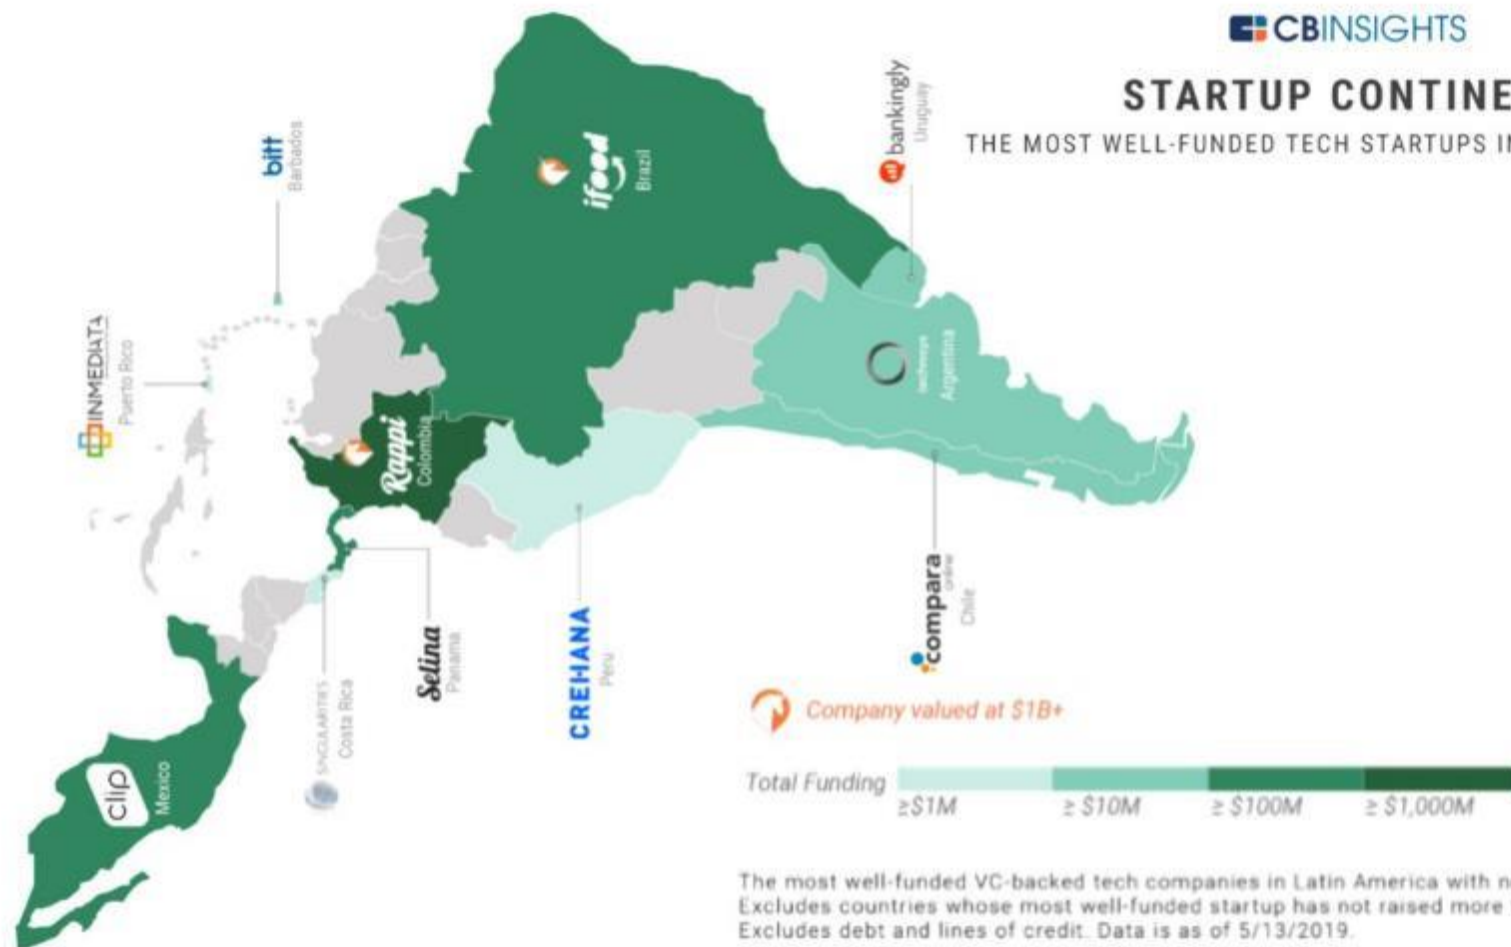 CBINSIGHTS
STARTUP CONTINE
THE MOST WELL-FUNDED TECH STARTUPS IN
bitt
Barbados
ifood
Brazil
bankingly
Uruguay
INMEDIATA
Puerto Rico
Rappi
Colombia
Argentina
clip
Mexico
SINGULARITIES
Costa Rica
Selina
Panama
CREHANA
Peru
compara
online
Chile
Company valued at $1B+
Total Funding
≥$1M
≥ $10M
≥ $100M
≥ $1,000M
The most well-funded VC-backed tech companies in Latin America with n
Excludes countries whose most well-funded startup has not raised more
Excludes debt and lines of credit. Data is as of 5/13/2019.